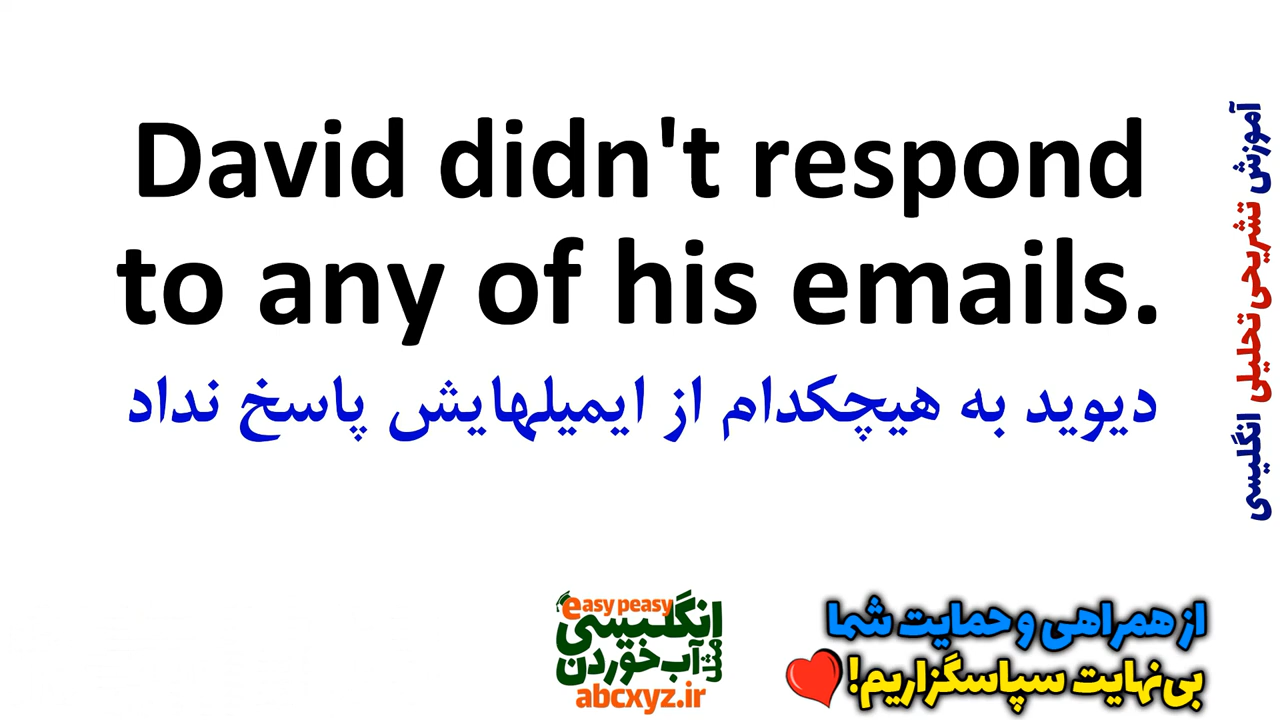 David didn't respond
to any of his emails.
دیوید به هیچکدام از ایمیلهایش پاسخ نداد
آموزش تشریحی تحلیلی انگلیسی
easy peasy
انگلیسی
مثل آب خوردن
abcxyz.ir
از همراهی و حمایت شما
بی‌نهایت سپاسگزاریم!